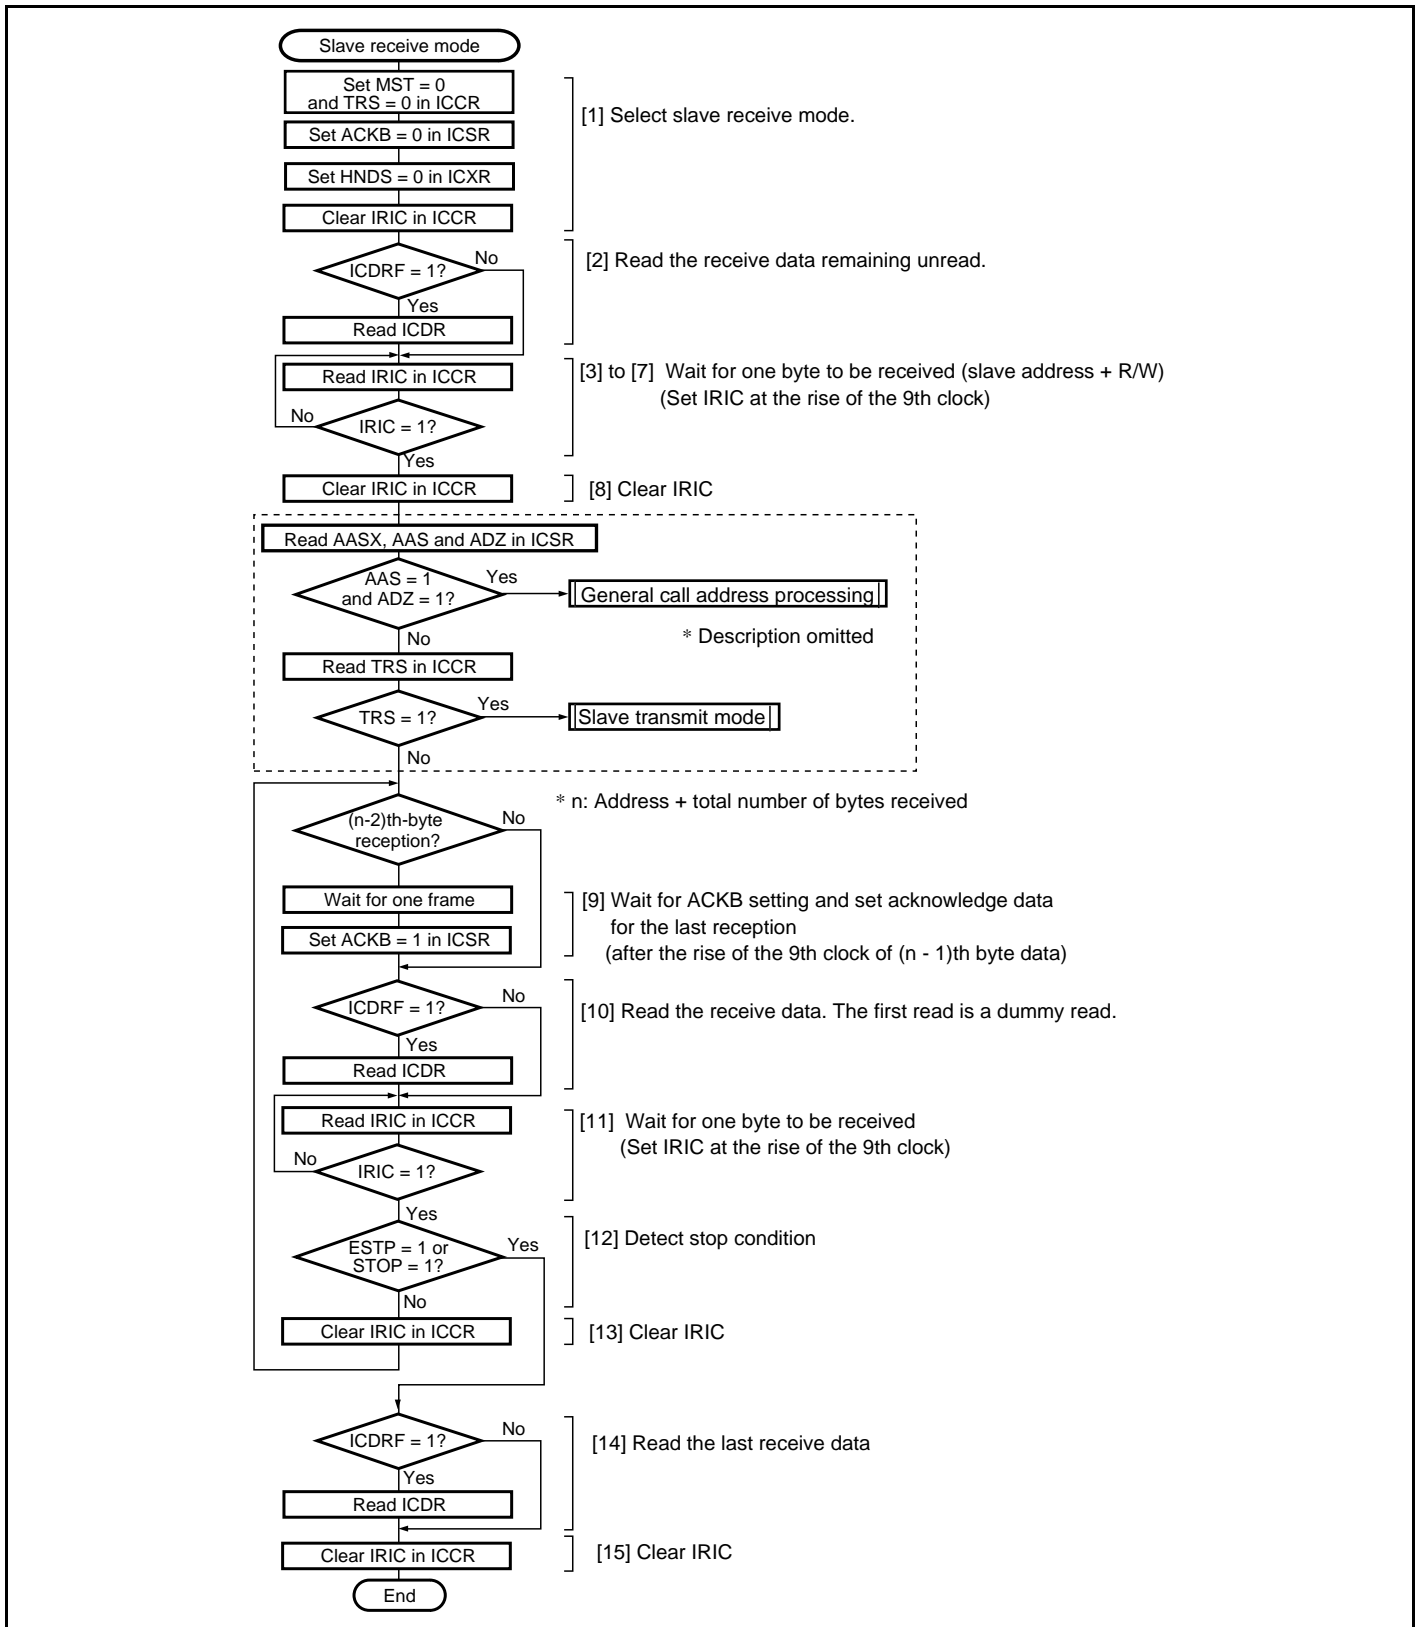 Slave receive mode
Set MST = 0
and TRS = 0 in ICCR
[1] Select slave receive mode.
Set ACKB = 0 in ICSR
Set HNDS = 0 in ICXR
Clear IRIC in ICCR
ICDRF = 1?
No
[2] Read the receive data remaining unread.
Yes
Read ICDR
Read IRIC in ICCR
[3] to [7] Wait for one byte to be received (slave address + R/W)
(Set IRIC at the rise of the 9th clock)
No
IRIC = 1?
Yes
Clear IRIC in ICCR
[8] Clear IRIC
Read AASX, AAS and ADZ in ICSR
AAS = 1
and ADZ = 1?
Yes
General call address processing
No
* Description omitted
Read TRS in ICCR
TRS = 1?
Yes
Slave transmit mode
No
* n: Address + total number of bytes received
(n-2)th-byte
reception?
No
Wait for one frame
[9] Wait for ACKB setting and set acknowledge data
for the last reception
(after the rise of the 9th clock of (n - 1)th byte data)
Set ACKB = 1 in ICSR
ICDRF = 1?
No
[10] Read the receive data. The first read is a dummy read.
Yes
Read ICDR
Read IRIC in ICCR
[11] Wait for one byte to be received
(Set IRIC at the rise of the 9th clock)
No
IRIC = 1?
Yes
ESTP = 1 or
STOP = 1?
Yes
[12] Detect stop condition
No
Clear IRIC in ICCR
[13] Clear IRIC
ICDRF = 1?
No
[14] Read the last receive data
Yes
Read ICDR
Clear IRIC in ICCR
[15] Clear IRIC
End